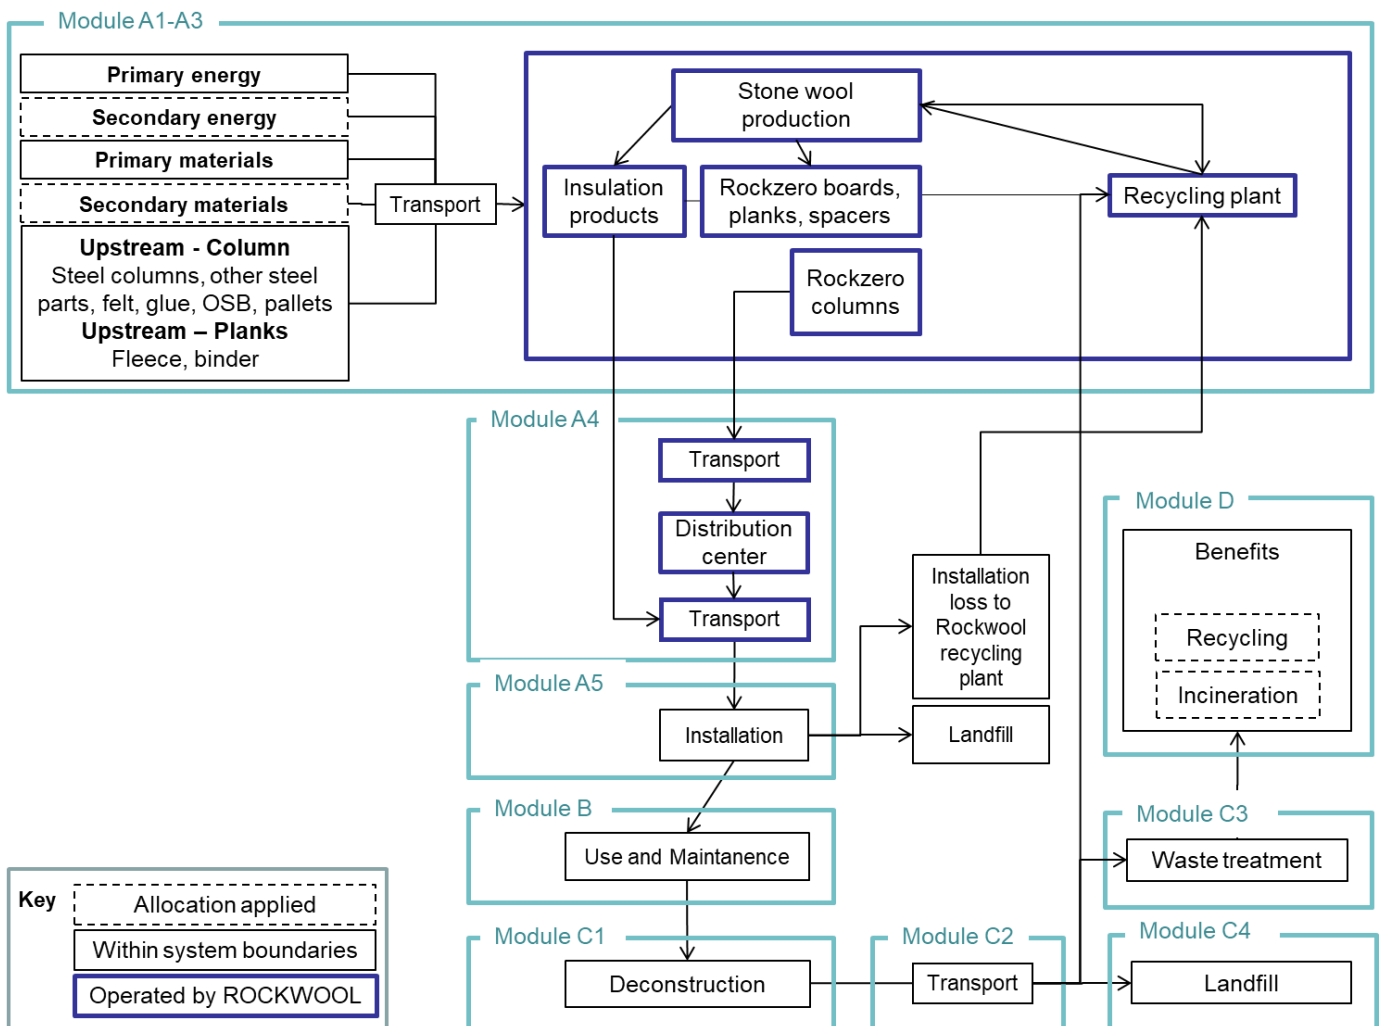 Module A1-A3
Primary energy
Secondary energy
Primary materials
Secondary materials
Upstream - Column
Steel columns, other steel
parts, felt, glue, OSB, pallets
Upstream – Planks
Fleece, binder
Transport
Stone wool
production
Insulation
products
Rockzero boards,
planks, spacers
Recycling plant
Rockzero
columns
Module A4
Transport
Distribution
center
Transport
Module A5
Installation
Installation
loss to
Rockwool
recycling
plant
Landfill
Module D
Benefits
Recycling
Incineration
Module B
Use and Maintanence
Module C3
Waste treatment
Module C1
Deconstruction
Module C2
Transport
Module C4
Landfill
Key
Allocation applied
Within system boundaries
Operated by ROCKWOOL